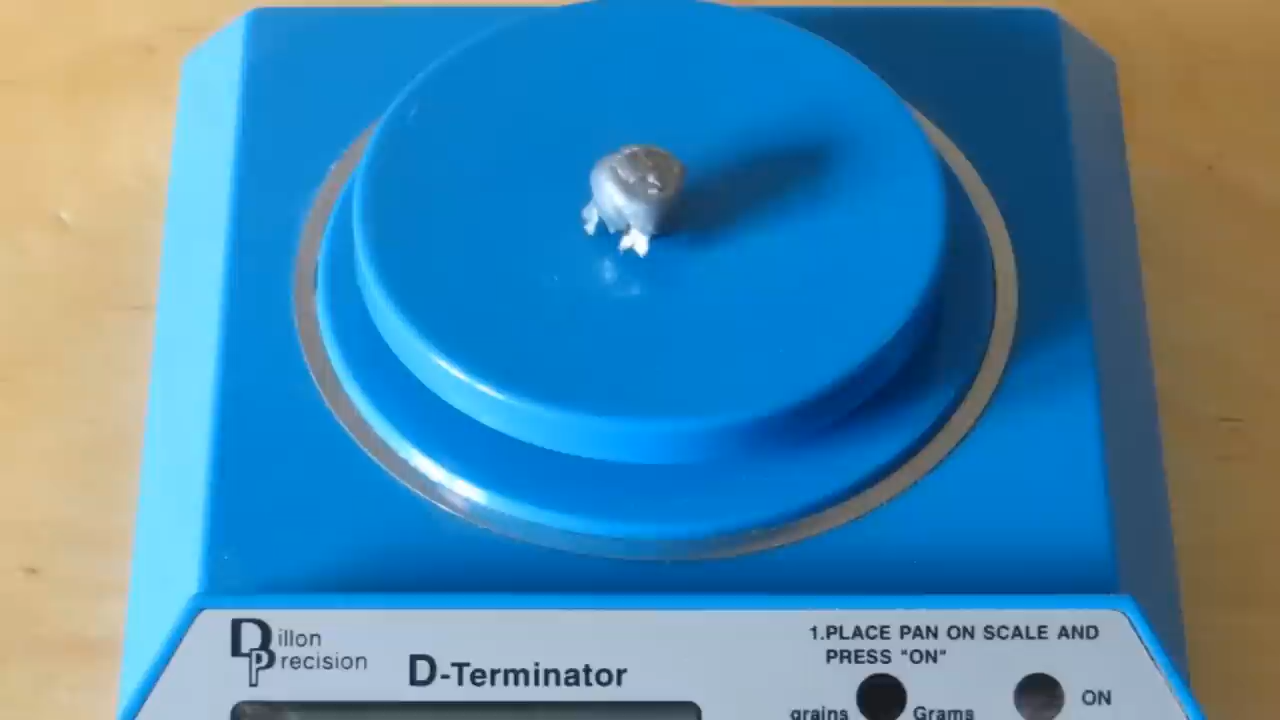 Dillon
Precision
D-Terminator
1.PLACE PAN ON SCALE AND
PRESS "ON"
grains
Grams
ON